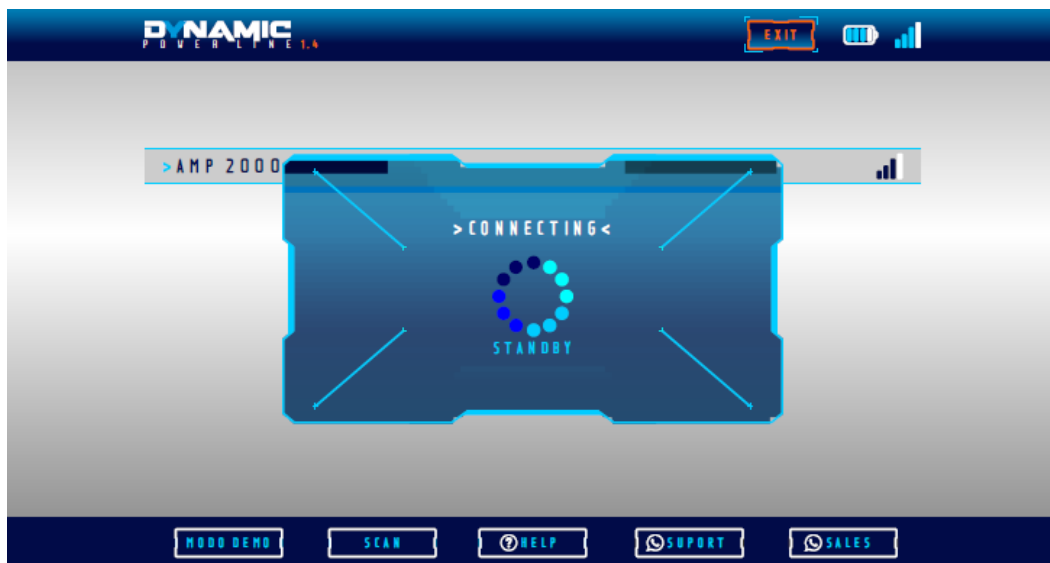 DYNAMIC
POWER LINE 1.4
EXIT
>AMP 2000
>CONNECTING<
STANDBY
MODO DEMO
SCAN
?HELP
SUPORT
SALES